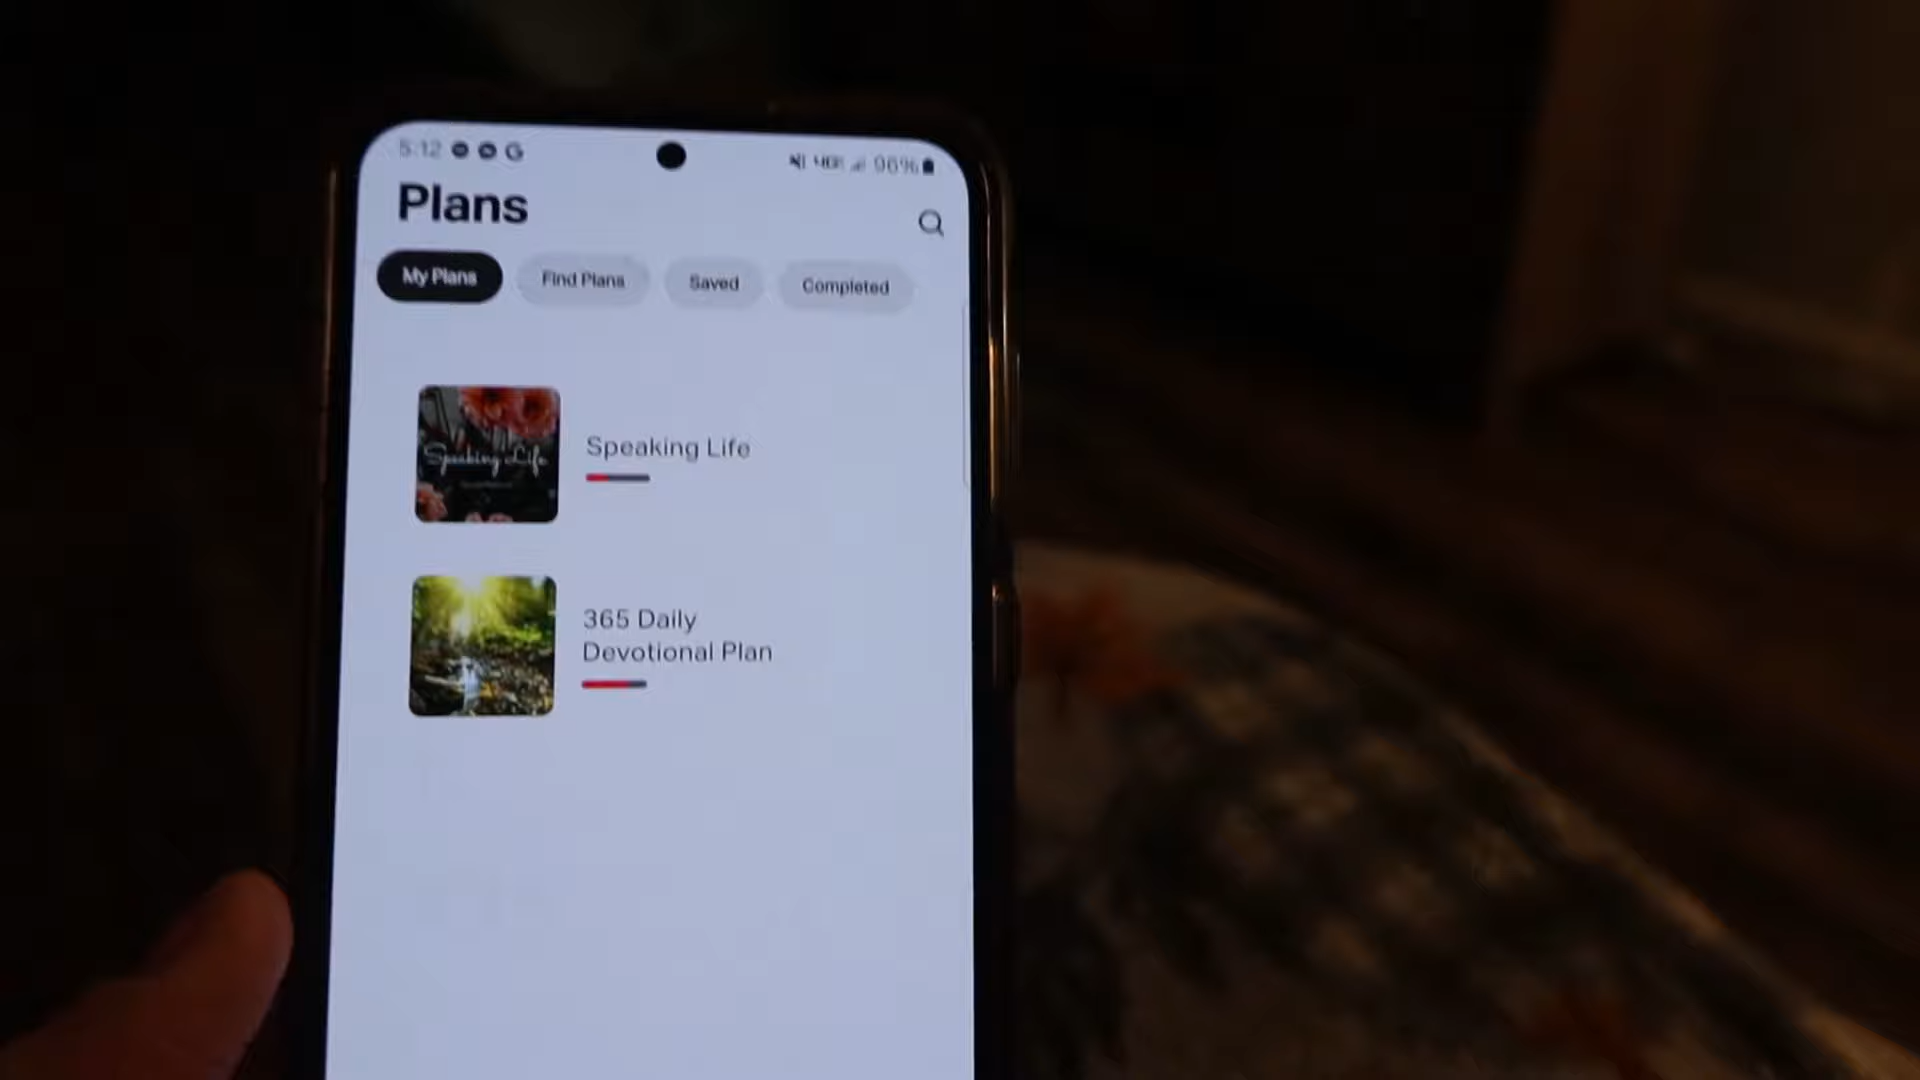 5:12 G 96%
Plans
My Plans Find Plans Saved Completed
Speaking Life
Speaking Life
365 Daily
Devotional Plan